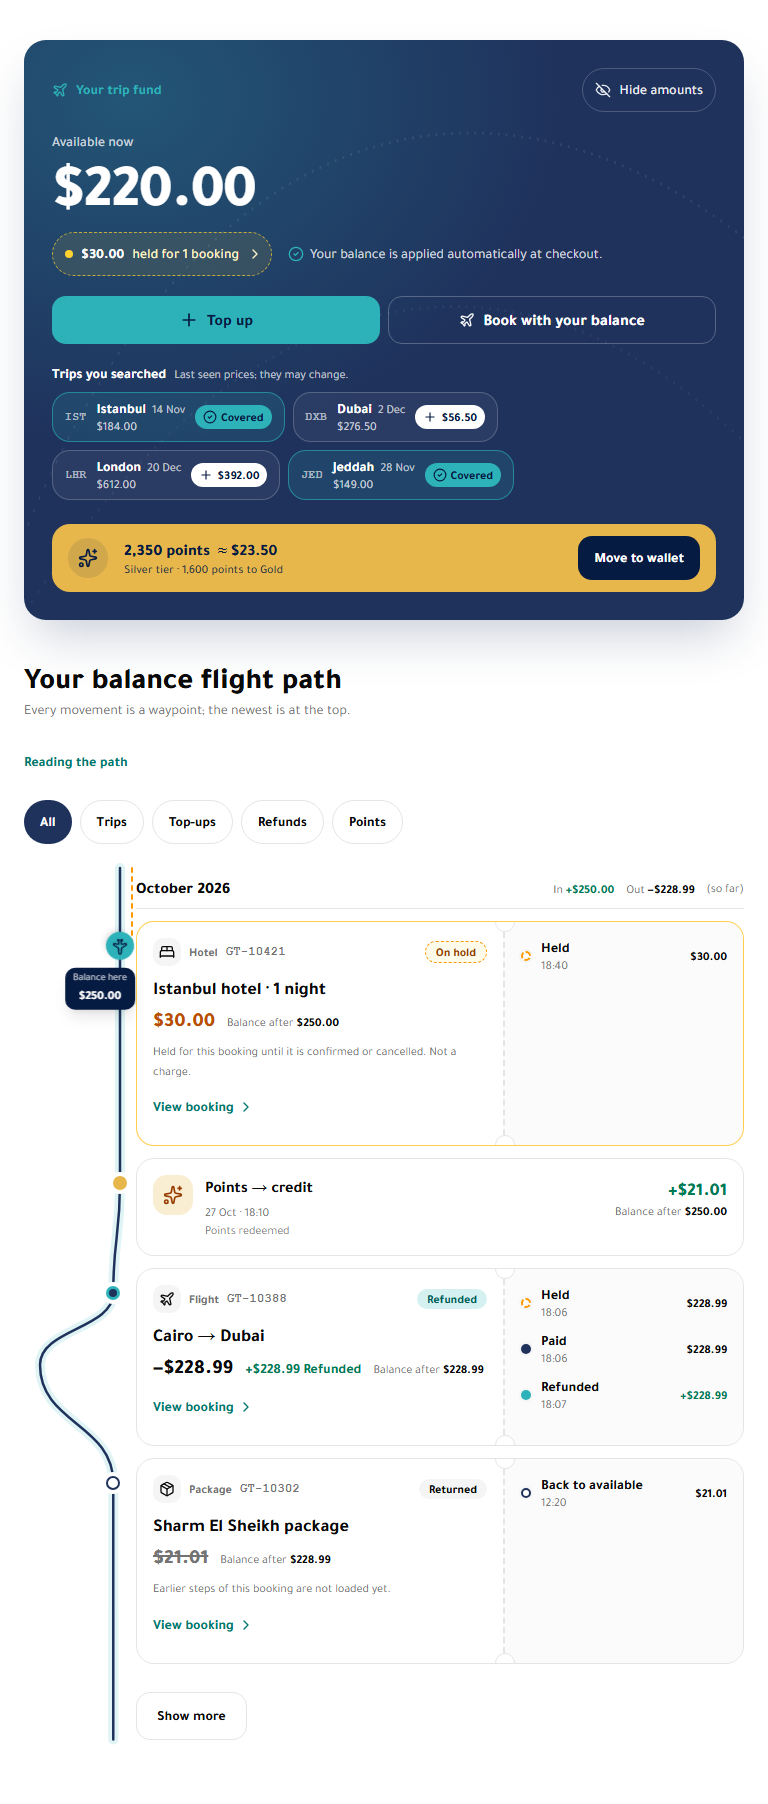 Your trip fund
Hide amounts
Available now
$220.00
$30.00 held for 1 booking
Your balance is applied automatically at checkout.
Top up
Book with your balance
Trips you searched Last seen prices; they may change.
IST Istanbul 14 Nov
$184.00
Covered
DXB Dubai 2 Dec
$276.50
+ $56.50
LHR London 20 Dec
$612.00
+ $392.00
JED Jeddah 28 Nov
$149.00
Covered
2,350 points ≈ $23.50
Silver tier · 1,600 points to Gold
Move to wallet
Your balance flight path
Every movement is a waypoint; the newest is at the top.
Reading the path
All
Trips
Top-ups
Refunds
Points
October 2026
In +$250.00 Out −$228.99 (so far)
Balance here
$250.00
Hotel GT-10421
On hold
Istanbul hotel · 1 night
$30.00 Balance after $250.00
Held for this booking until it is confirmed or cancelled. Not a
charge.
View booking
Held
18:40
$30.00
Points → credit
27 Oct · 18:10
Points redeemed
+$21.01
Balance after $250.00
Flight GT-10388
Refunded
Cairo → Dubai
−$228.99 +$228.99 Refunded Balance after $228.99
View booking
Held
18:06
$228.99
Paid
18:06
$228.99
Refunded
18:07
+$228.99
Package GT-10302
Returned
Sharm El Sheikh package
$21.01 Balance after $228.99
Earlier steps of this booking are not loaded yet.
View booking
Back to available
12:20
$21.01
Show more